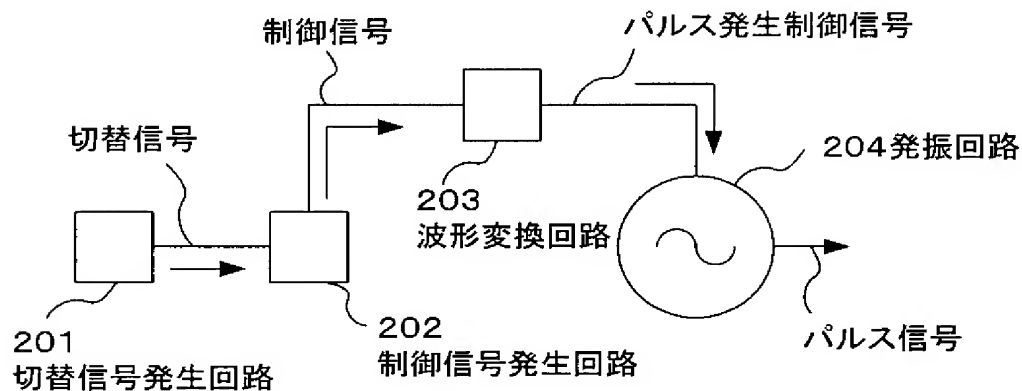 制御信号
パルス発生制御信号
切替信号
204発振回路
203
波形変換回路
201
切替信号発生回路
202
制御信号発生回路
パルス信号